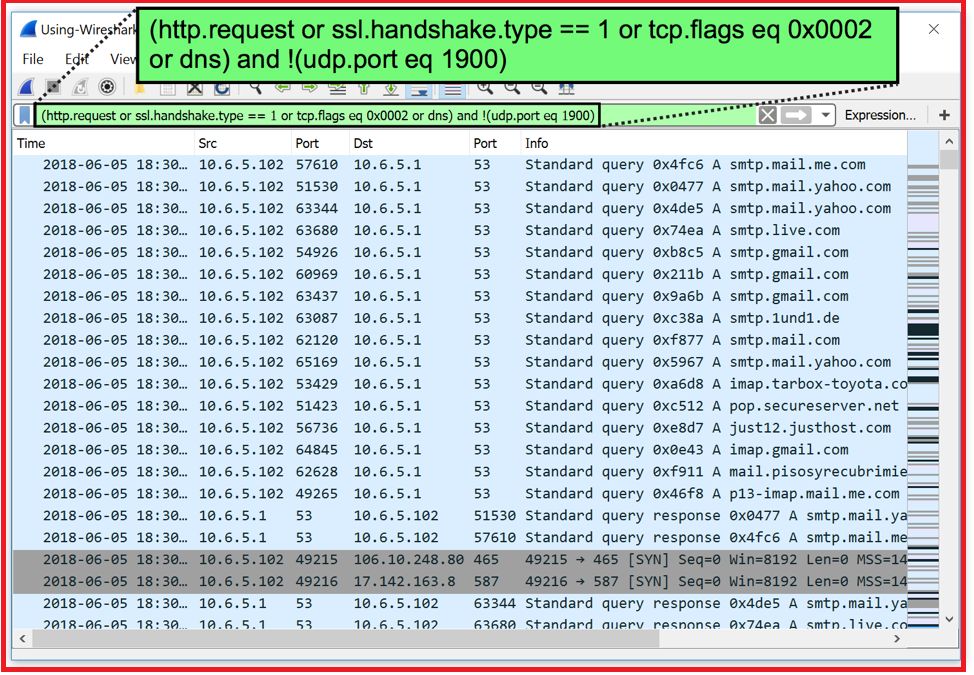 Using-Wireshark
(http.request or ssl.handshake.type == 1 or tcp.flags eq 0x0002
or dns) and !(udp.port eq 1900)
File Edit View
(http.request or ssl.handshake.type == 1 or tcp.flags eq 0x0002 or dns) and !(udp.port eq 1900) Expression... +
Time Src Port Dst Port Info
2018-06-05 18:30… 10.6.5.102 57610 10.6.5.1 53 Standard query 0x4fc6 A smtp.mail.me.com
2018-06-05 18:30… 10.6.5.102 51530 10.6.5.1 53 Standard query 0x0477 A smtp.mail.yahoo.com
2018-06-05 18:30… 10.6.5.102 63344 10.6.5.1 53 Standard query 0x4de5 A smtp.mail.yahoo.com
2018-06-05 18:30… 10.6.5.102 63680 10.6.5.1 53 Standard query 0x74ea A smtp.live.com
2018-06-05 18:30… 10.6.5.102 54926 10.6.5.1 53 Standard query 0xb8c5 A smtp.gmail.com
2018-06-05 18:30… 10.6.5.102 60969 10.6.5.1 53 Standard query 0x211b A smtp.gmail.com
2018-06-05 18:30… 10.6.5.102 63437 10.6.5.1 53 Standard query 0x9a6b A smtp.gmail.com
2018-06-05 18:30… 10.6.5.102 63087 10.6.5.1 53 Standard query 0xc38a A smtp.1und1.de
2018-06-05 18:30… 10.6.5.102 62120 10.6.5.1 53 Standard query 0xf877 A smtp.mail.com
2018-06-05 18:30… 10.6.5.102 65169 10.6.5.1 53 Standard query 0x5967 A smtp.mail.yahoo.com
2018-06-05 18:30… 10.6.5.102 53429 10.6.5.1 53 Standard query 0xa6d8 A imap.tarbox-toyota.co
2018-06-05 18:30… 10.6.5.102 51423 10.6.5.1 53 Standard query 0xc512 A pop.secureserver.net
2018-06-05 18:30… 10.6.5.102 56736 10.6.5.1 53 Standard query 0xe8d7 A just12.justhost.com
2018-06-05 18:30… 10.6.5.102 64845 10.6.5.1 53 Standard query 0x0e43 A imap.gmail.com
2018-06-05 18:30… 10.6.5.102 62628 10.6.5.1 53 Standard query 0xf911 A mail.pisosyrecubrimie
2018-06-05 18:30… 10.6.5.102 49265 10.6.5.1 53 Standard query 0x46f8 A p13-imap.mail.me.com
2018-06-05 18:30… 10.6.5.1 53 10.6.5.102 51530 Standard query response 0x0477 A smtp.mail.ya
2018-06-05 18:30… 10.6.5.1 53 10.6.5.102 57610 Standard query response 0x4fc6 A smtp.mail.me
2018-06-05 18:30… 10.6.5.102 49215 106.10.248.80 465 49215 → 465 [SYN] Seq=0 Win=8192 Len=0 MSS=14
2018-06-05 18:30… 10.6.5.102 49216 17.142.163.8 587 49216 → 587 [SYN] Seq=0 Win=8192 Len=0 MSS=14
2018-06-05 18:30… 10.6.5.1 53 10.6.5.102 63344 Standard query response 0x4de5 A smtp.mail.ya
2018-06-05 18:30… 10.6.5.1 53 10.6.5.102 63680 Standard query response 0x74ea A smtp.live.co